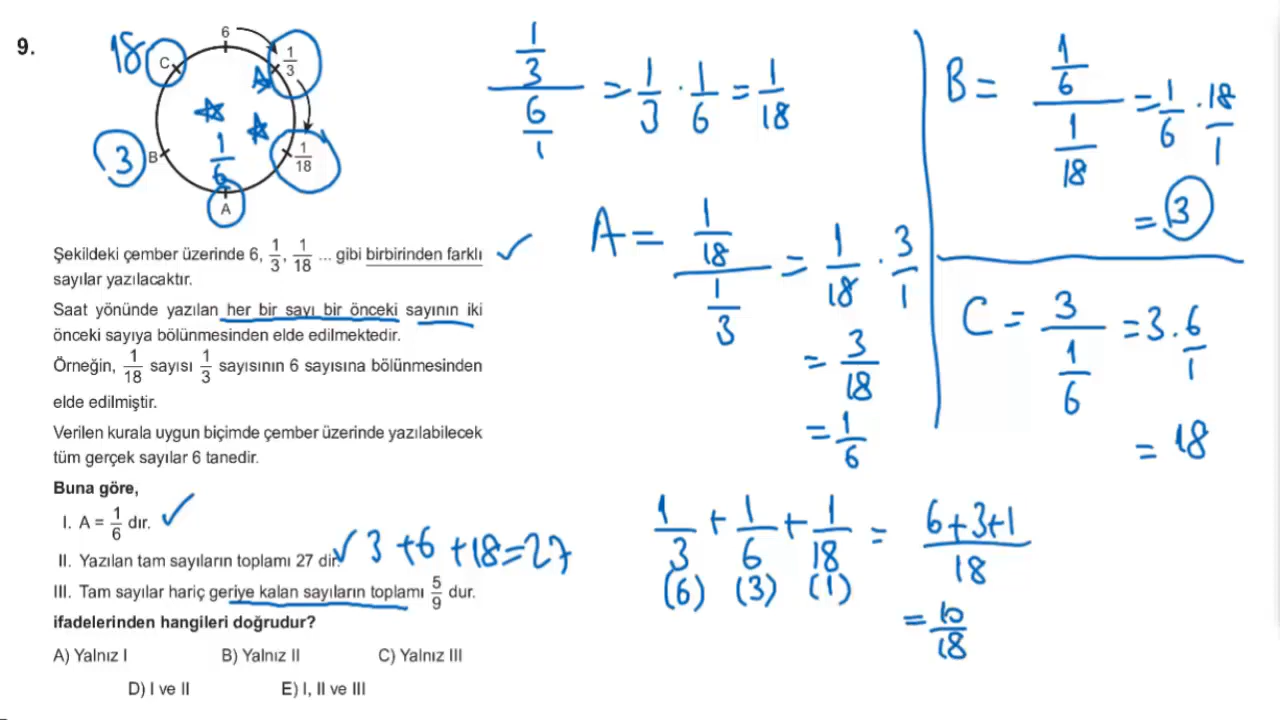 9.
6
1/3
1/18
A
B
C
18
3
1/6
A
Şekildeki çember üzerinde 6, 1/3, 1/18 ... gibi birbirinden farklı
sayılar yazılacaktır.
Saat yönünde yazılan her bir sayı bir önceki sayının iki
önceki sayıya bölünmesinden elde edilmektedir.
Örneğin, 1/18 sayısı 1/3 sayısının 6 sayısına bölünmesinden
elde edilmiştir.
Verilen kurala uygun biçimde çember üzerinde yazılabilecek
tüm gerçek sayılar 6 tanedir.
Buna göre,
I. A = 1/6 dır. ✓
II. Yazılan tam sayıların toplamı 27 dir. ✓ 3+6+18=27
III. Tam sayılar hariç geriye kalan sayıların toplamı 5/9 dur.
ifadelerinden hangileri doğrudur?
A) Yalnız I B) Yalnız II C) Yalnız III
D) I ve II E) I, II ve III
(1/3)/(6/1) = 1/3 · 1/6 = 1/18
A = (1/18)/(1/3) = 1/18 · 3/1
= 3/18
= 1/6
B = (1/6)/(1/18) = 1/6 · 18/1
= 3
C = 3/(1/6) = 3 · 6/1
= 18
1/3 + 1/6 + 1/18 = (6+3+1)/18
(6) (3) (1)
= 10/18